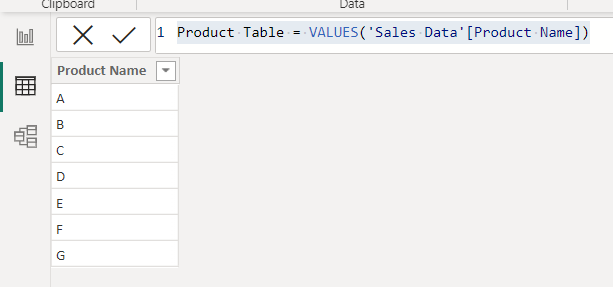 Clipboard Data
1 Product Table = VALUES('Sales Data'[Product Name])
Product Name
A
B
C
D
E
F
G